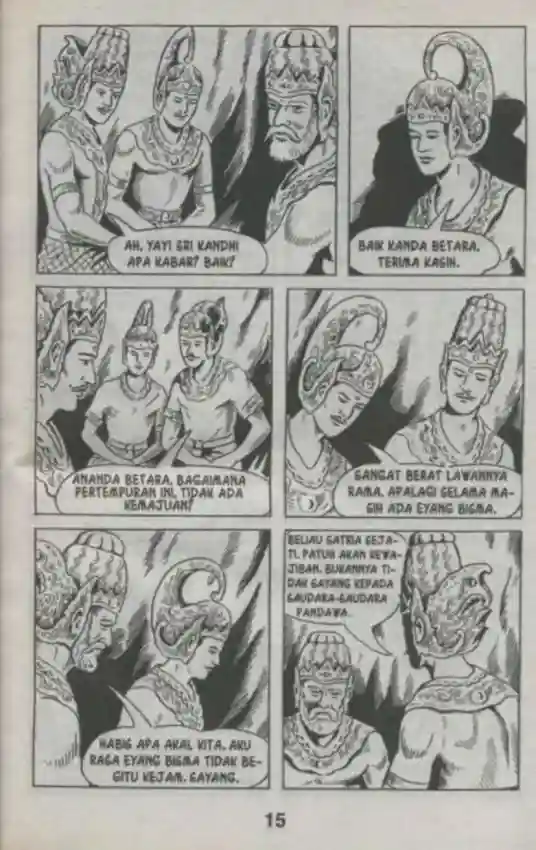 AH, YAYI SRI KANDHI
APA KABAR? BAIK?
BAIK KANDA BETARA.
TERIMA KASIH.
ANANDA BETARA, BAGAIMANA
PERTEMPURAN INI, TIDAK ADA
KEMAJUAN?
SANGAT BERAT LAWANNYA
RAMA. APALAGI SELAMA MA-
SIH ADA EYANG BISMA.
HABIS APA AKAL KITA. AKU
RASA EYANG BISMA TIDAK BE-
GITU KEJAM. SAYANG.
BELIAU SATRIA SEJA-
TI. PATUH AKAN KEWA-
JIBAN. BUKANNYA TI-
DAK SAYANG KEPADA
SAUDARA-SAUDARA
PANDAWA.
15